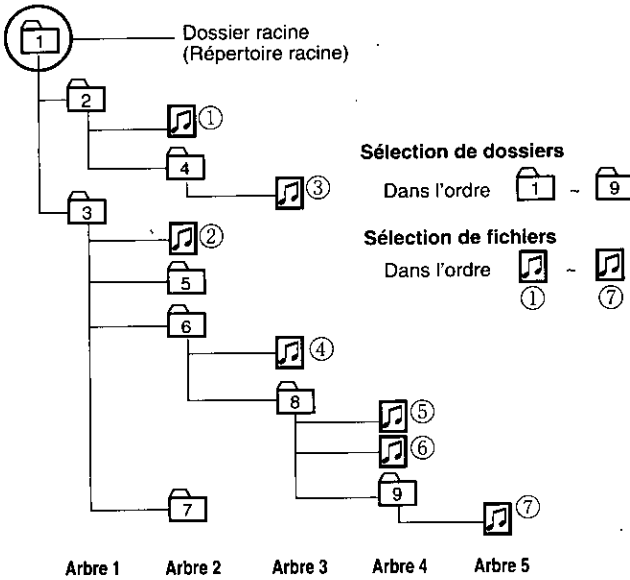 1
Dossier racine
(Répertoire racine)
2
①
4
③
3
②
5
6
④
8
⑤
⑥
9
⑦
7
Sélection de dossiers
Dans l'ordre 1 ~ 9
Sélection de fichiers
Dans l'ordre ~
① ⑦
Arbre 1 Arbre 2 Arbre 3 Arbre 4 Arbre 5